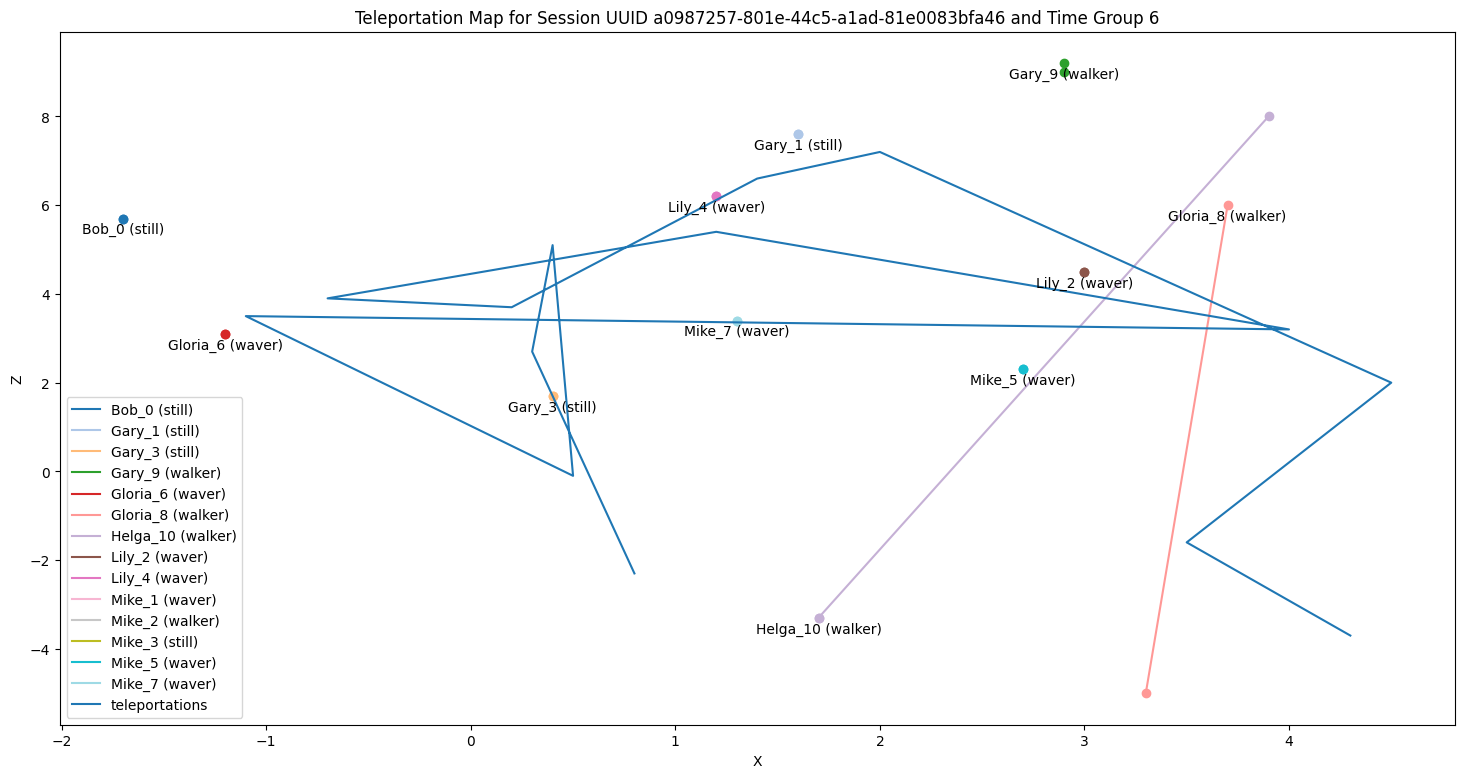 Teleportation Map for Session UUID a0987257-801e-44c5-a1ad-81e0083bfa46 and Time Group 6
Gary_9 (walker)
8
Gary_1 (still)
Lily_4 (waver)
6
Gloria_8 (walker)
Bob_0 (still)
Lily_2 (waver)
4
Mike_7 (waver)
Gloria_6 (waver)
Z
2
Mike_5 (waver)
Gary_3 (still)
0
−2
Helga_10 (walker)
−4
Bob_0 (still)
Gary_1 (still)
Gary_3 (still)
Gary_9 (walker)
Gloria_6 (waver)
Gloria_8 (walker)
Helga_10 (walker)
Lily_2 (waver)
Lily_4 (waver)
Mike_1 (waver)
Mike_2 (walker)
Mike_3 (still)
Mike_5 (waver)
Mike_7 (waver)
teleportations
−2 −1 0 1 2 3 4
X